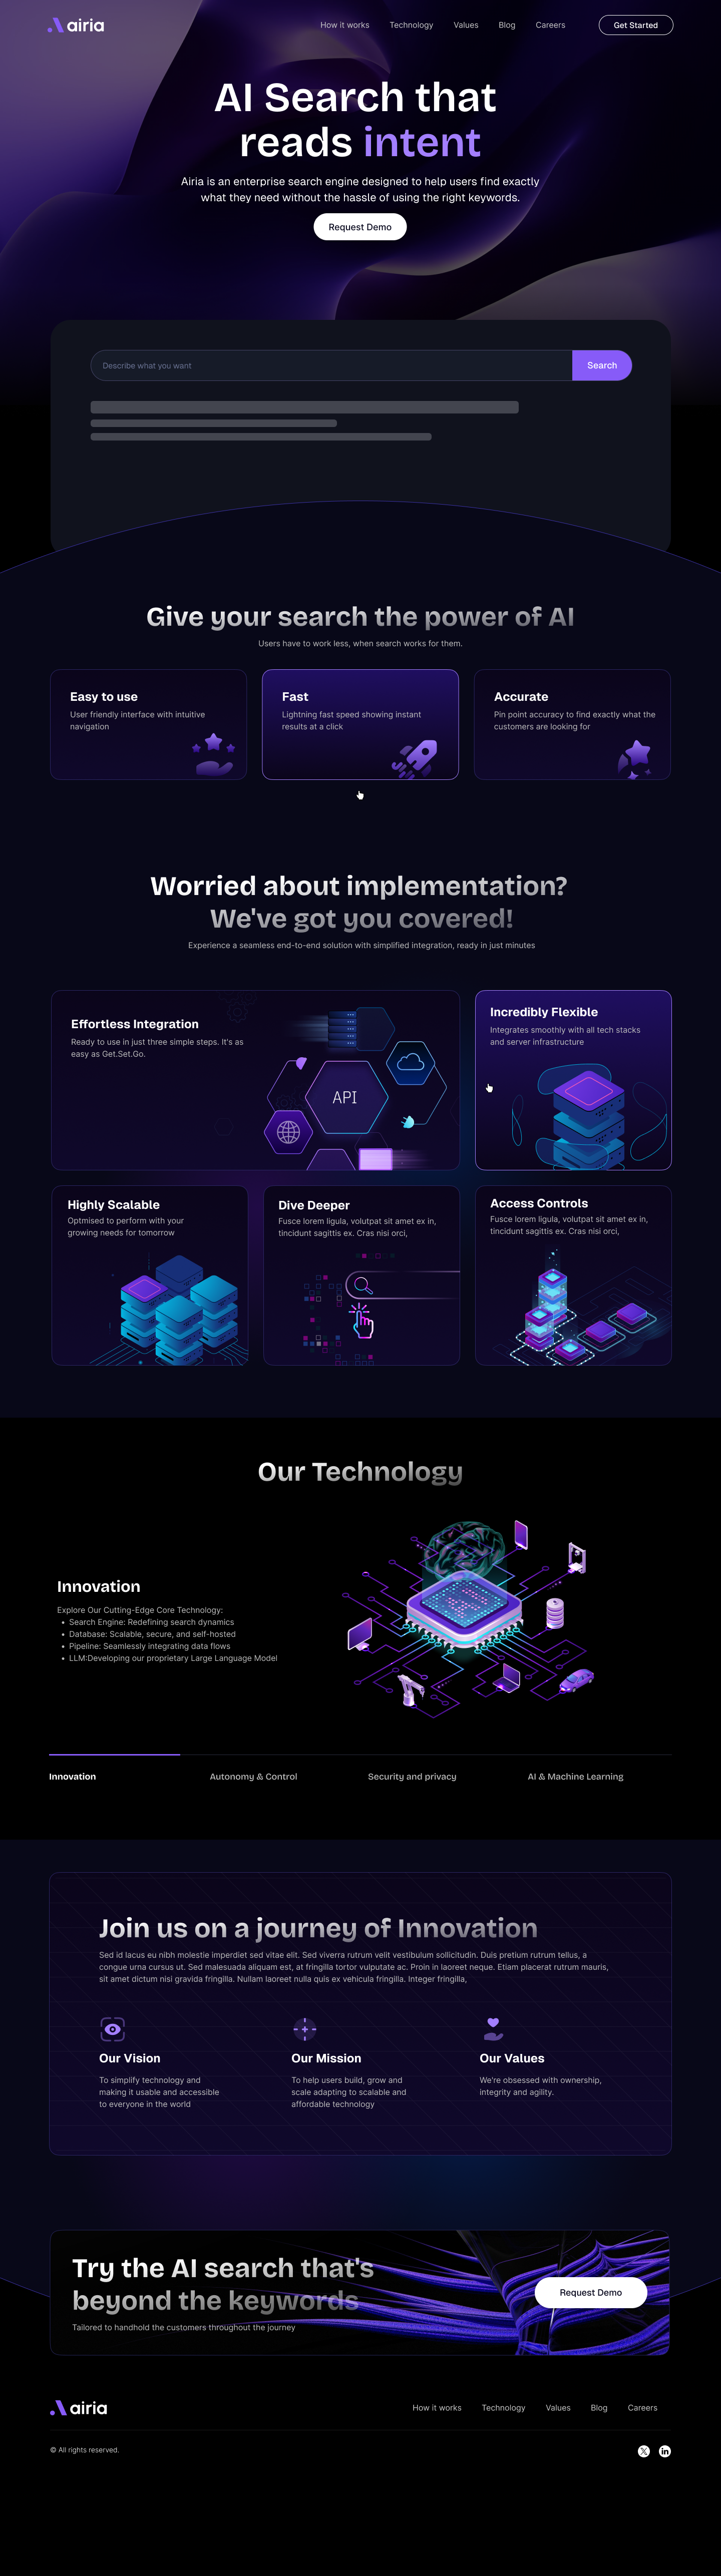 airia
How it works Technology Values Blog Careers Get Started
AI Search that
reads intent
Airia is an enterprise search engine designed to help users find exactly
what they need without the hassle of using the right keywords.
Request Demo
Describe what you want
Search
Give your search the power of AI
Users have to work less, when search works for them.
Easy to use
User friendly interface with intuitive
navigation
Fast
Lightning fast speed showing instant
results at a click
Accurate
Pin point accuracy to find exactly what the
customers are looking for
Worried about implementation?
We've got you covered!
Experience a seamless end-to-end solution with simplified integration, ready in just minutes
Effortless Integration
Ready to use in just three simple steps. It's as
easy as Get.Set.Go.
API
Incredibly Flexible
Integrates smoothly with all tech stacks
and server infrastructure
Highly Scalable
Optmised to perform with your
growing needs for tomorrow
Dive Deeper
Fusce lorem ligula, volutpat sit amet ex in,
tincidunt sagittis ex. Cras nisi orci,
Access Controls
Fusce lorem ligula, volutpat sit amet ex in,
tincidunt sagittis ex. Cras nisi orci,
Our Technology
Innovation
Explore Our Cutting-Edge Core Technology:
• Search Engine: Redefining search dynamics
• Database: Scalable, secure, and self-hosted
• Pipeline: Seamlessly integrating data flows
• LLM:Developing our proprietary Large Language Model
Innovation Autonomy & Control Security and privacy AI & Machine Learning
Join us on a journey of Innovation
Sed id lacus eu nibh molestie imperdiet sed vitae elit. Sed viverra rutrum velit vestibulum sollicitudin. Duis pretium rutrum tellus, a
congue urna cursus ut. Sed malesuada aliquam est, at fringilla tortor vulputate ac. Proin in laoreet neque. Etiam placerat rutrum mauris,
sit amet dictum nisi gravida fringilla. Nullam laoreet nulla quis ex vehicula fringilla. Integer fringilla,
Our Vision
To simplify technology and
making it usable and accessible
to everyone in the world
Our Mission
To help users build, grow and
scale adapting to scalable and
affordable technology
Our Values
We're obsessed with ownership,
integrity and agility.
Try the AI search that's
beyond the keywords
Tailored to handhold the customers throughout the journey
Request Demo
airia
How it works Technology Values Blog Careers
© All rights reserved.
X in